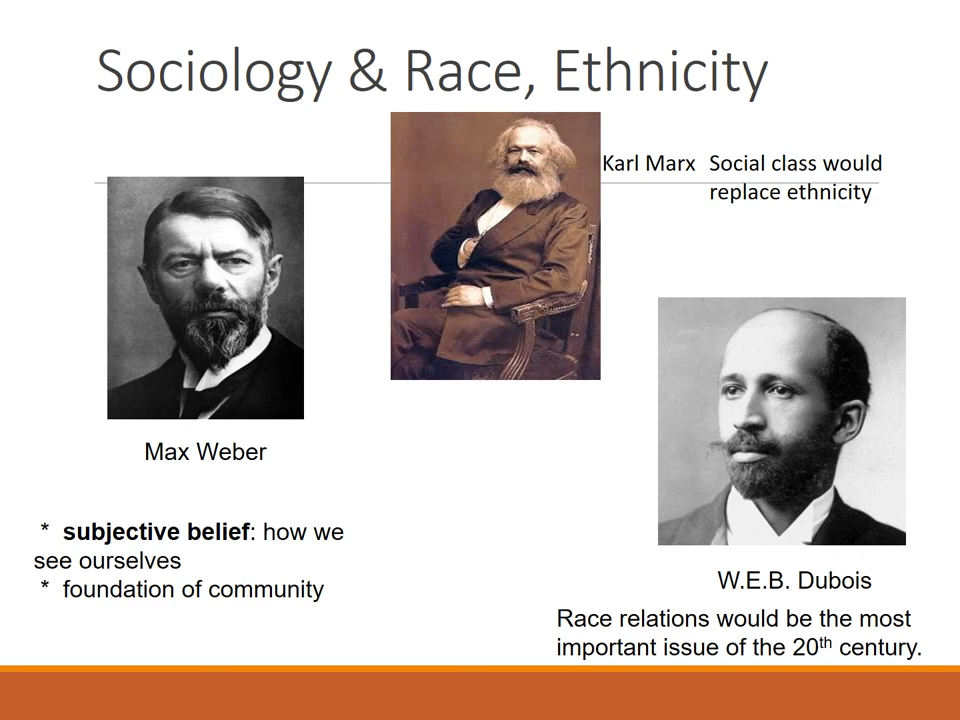 Sociology & Race, Ethnicity
Karl Marx Social class would
replace ethnicity
Max Weber
* subjective belief: how we
see ourselves
* foundation of community
W.E.B. Dubois
Race relations would be the most
important issue of the 20th century.